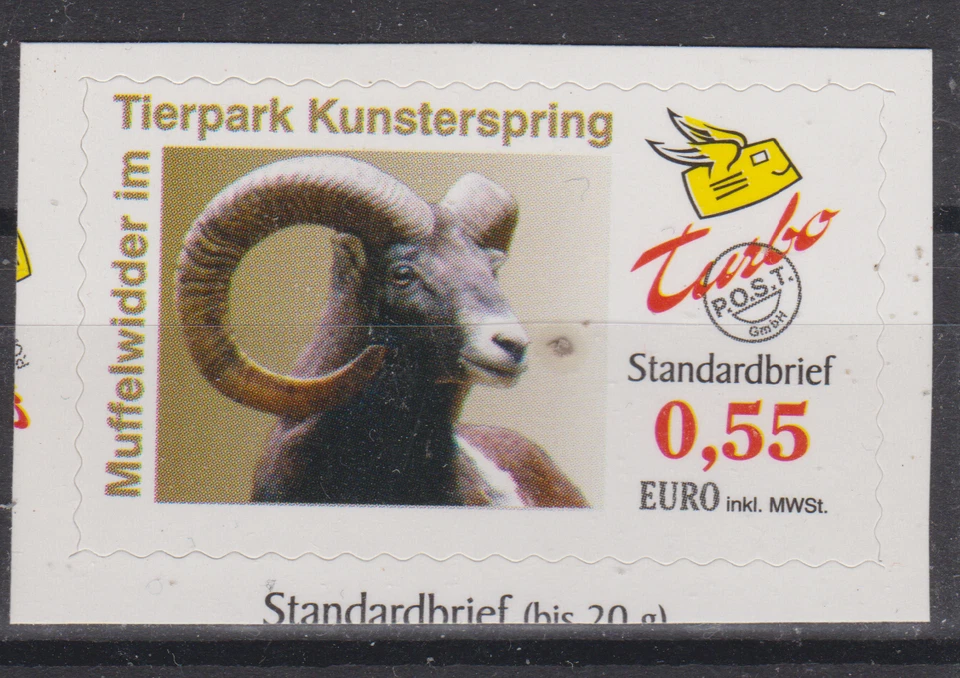 Muffelwidder im
Tierpark Kunsterspring
Turbo
P.O.S.T.
GmbH
Standardbrief
0,55
EURO inkl. MWSt.
Standardbrief (bis 20 g)